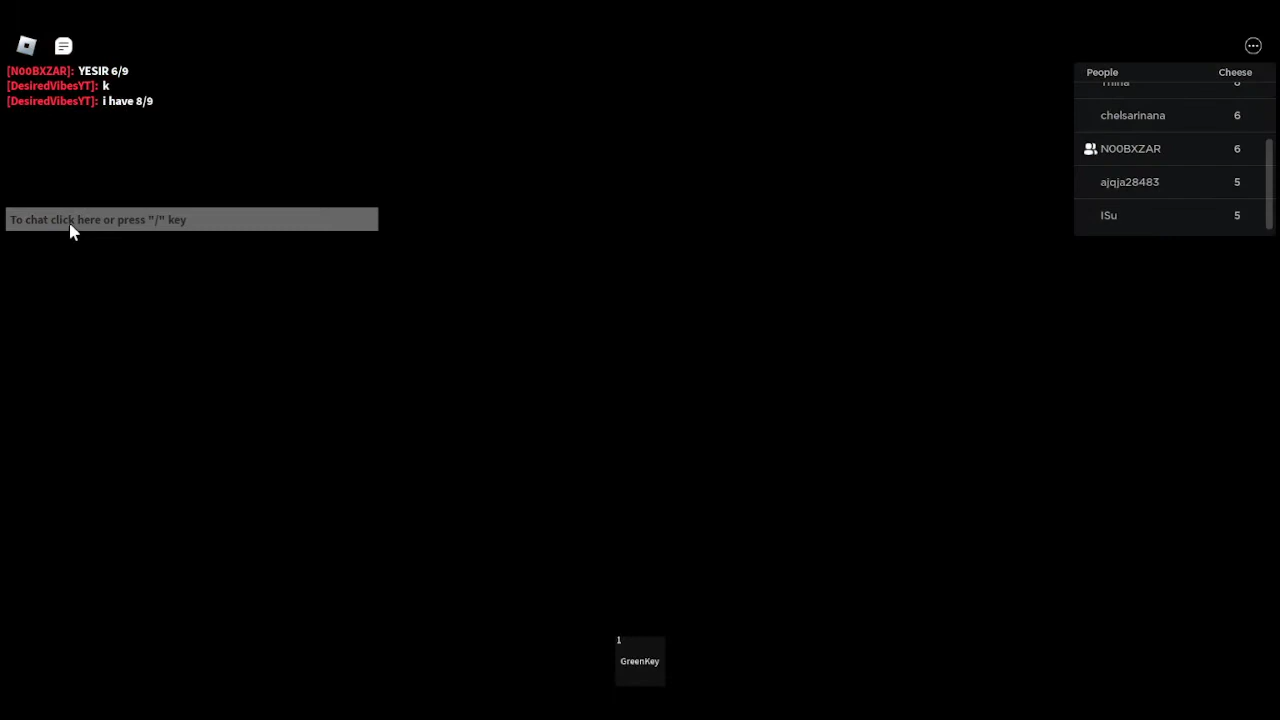 [N00BXZAR]: YESIR 6/9
[DesiredVibesYT]: k
[DesiredVibesYT]: i have 8/9
To chat click here or press "/" key
People Cheese
chelsarinana 6
N00BXZAR 6
ajqja28483 5
ISu 5
1
GreenKey